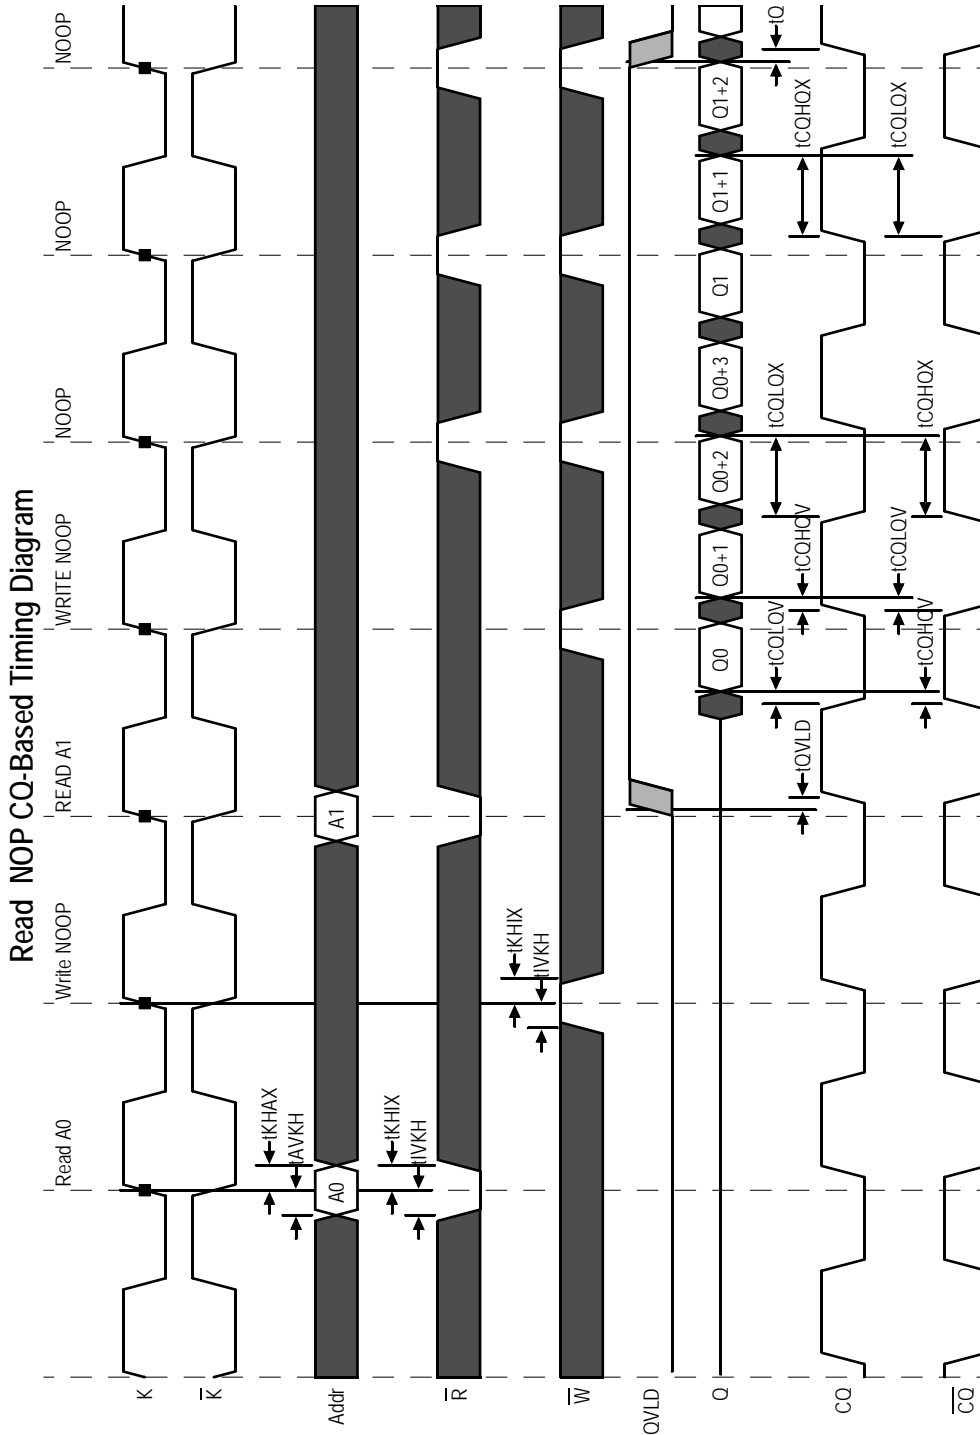 Read NOP CQ-Based Timing Diagram
Read A0
Write NOOP
READ A1
WRITE NOOP
NOOP
NOOP
NOOP
K
K
tKHAX
tAVKH
Addr
A0
A1
tKHIX
tIVKH
R
tKHIX
tIVKH
W
QVLD
Q
Q0
Q0+1
Q0+2
Q0+3
Q1
Q1+1
Q1+2
tQVLD
tCQLQV
tCQHQV
tCQLQX
tCQHQX
tQ
CQ
tCQHQV
tCQLQV
tCQHQX
tCQLQX
CQ